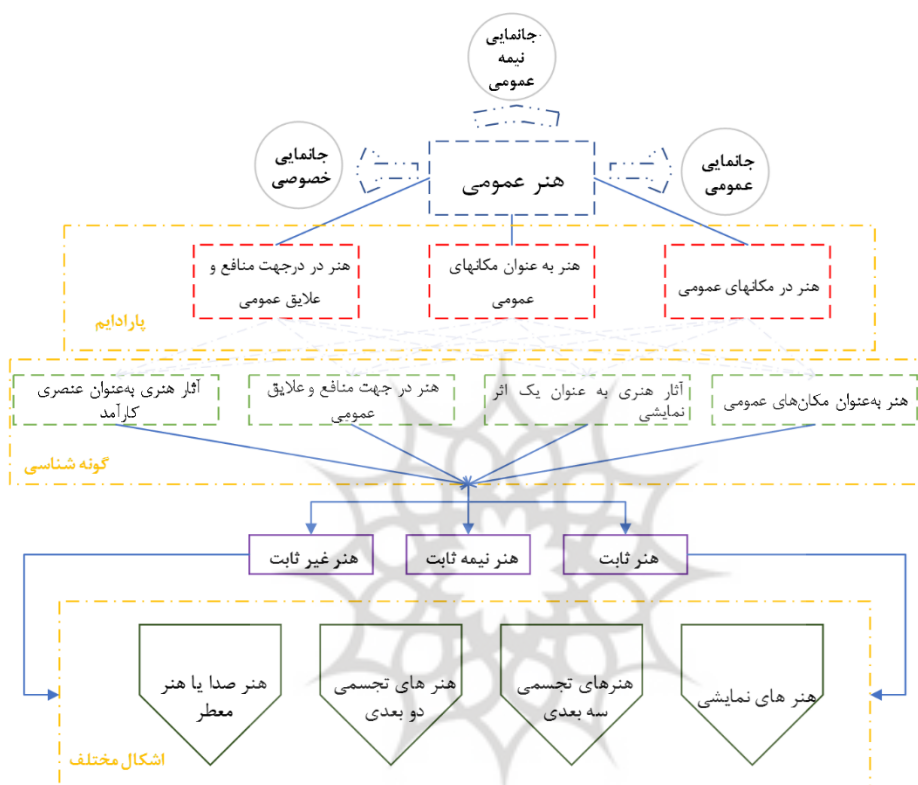 جانمایی
نیمه
عمومی
جانمایی
عمومی
هنر عمومی
جانمایی
خصوصی
هنر در مکانهای عمومی
هنر به عنوان مکانهای
عمومی
هنر در درجهت منافع و
علایق عمومی
پارادایم
هنر به‌عنوان مکان‌های عمومی
آثار هنری به عنوان یک اثر
نمایشی
هنر در جهت منافع و علایق
عمومی
آثار هنری به‌عنوان عنصری
کارآمد
گونه شناسی
هنر ثابت
هنر نیمه ثابت
هنر غیر ثابت
هنر های نمایشی
هنرهای تجسمی
سه بعدی
هنر های تجسمی
دو بعدی
هنر صدا یا هنر
معطر
اشکال مختلف